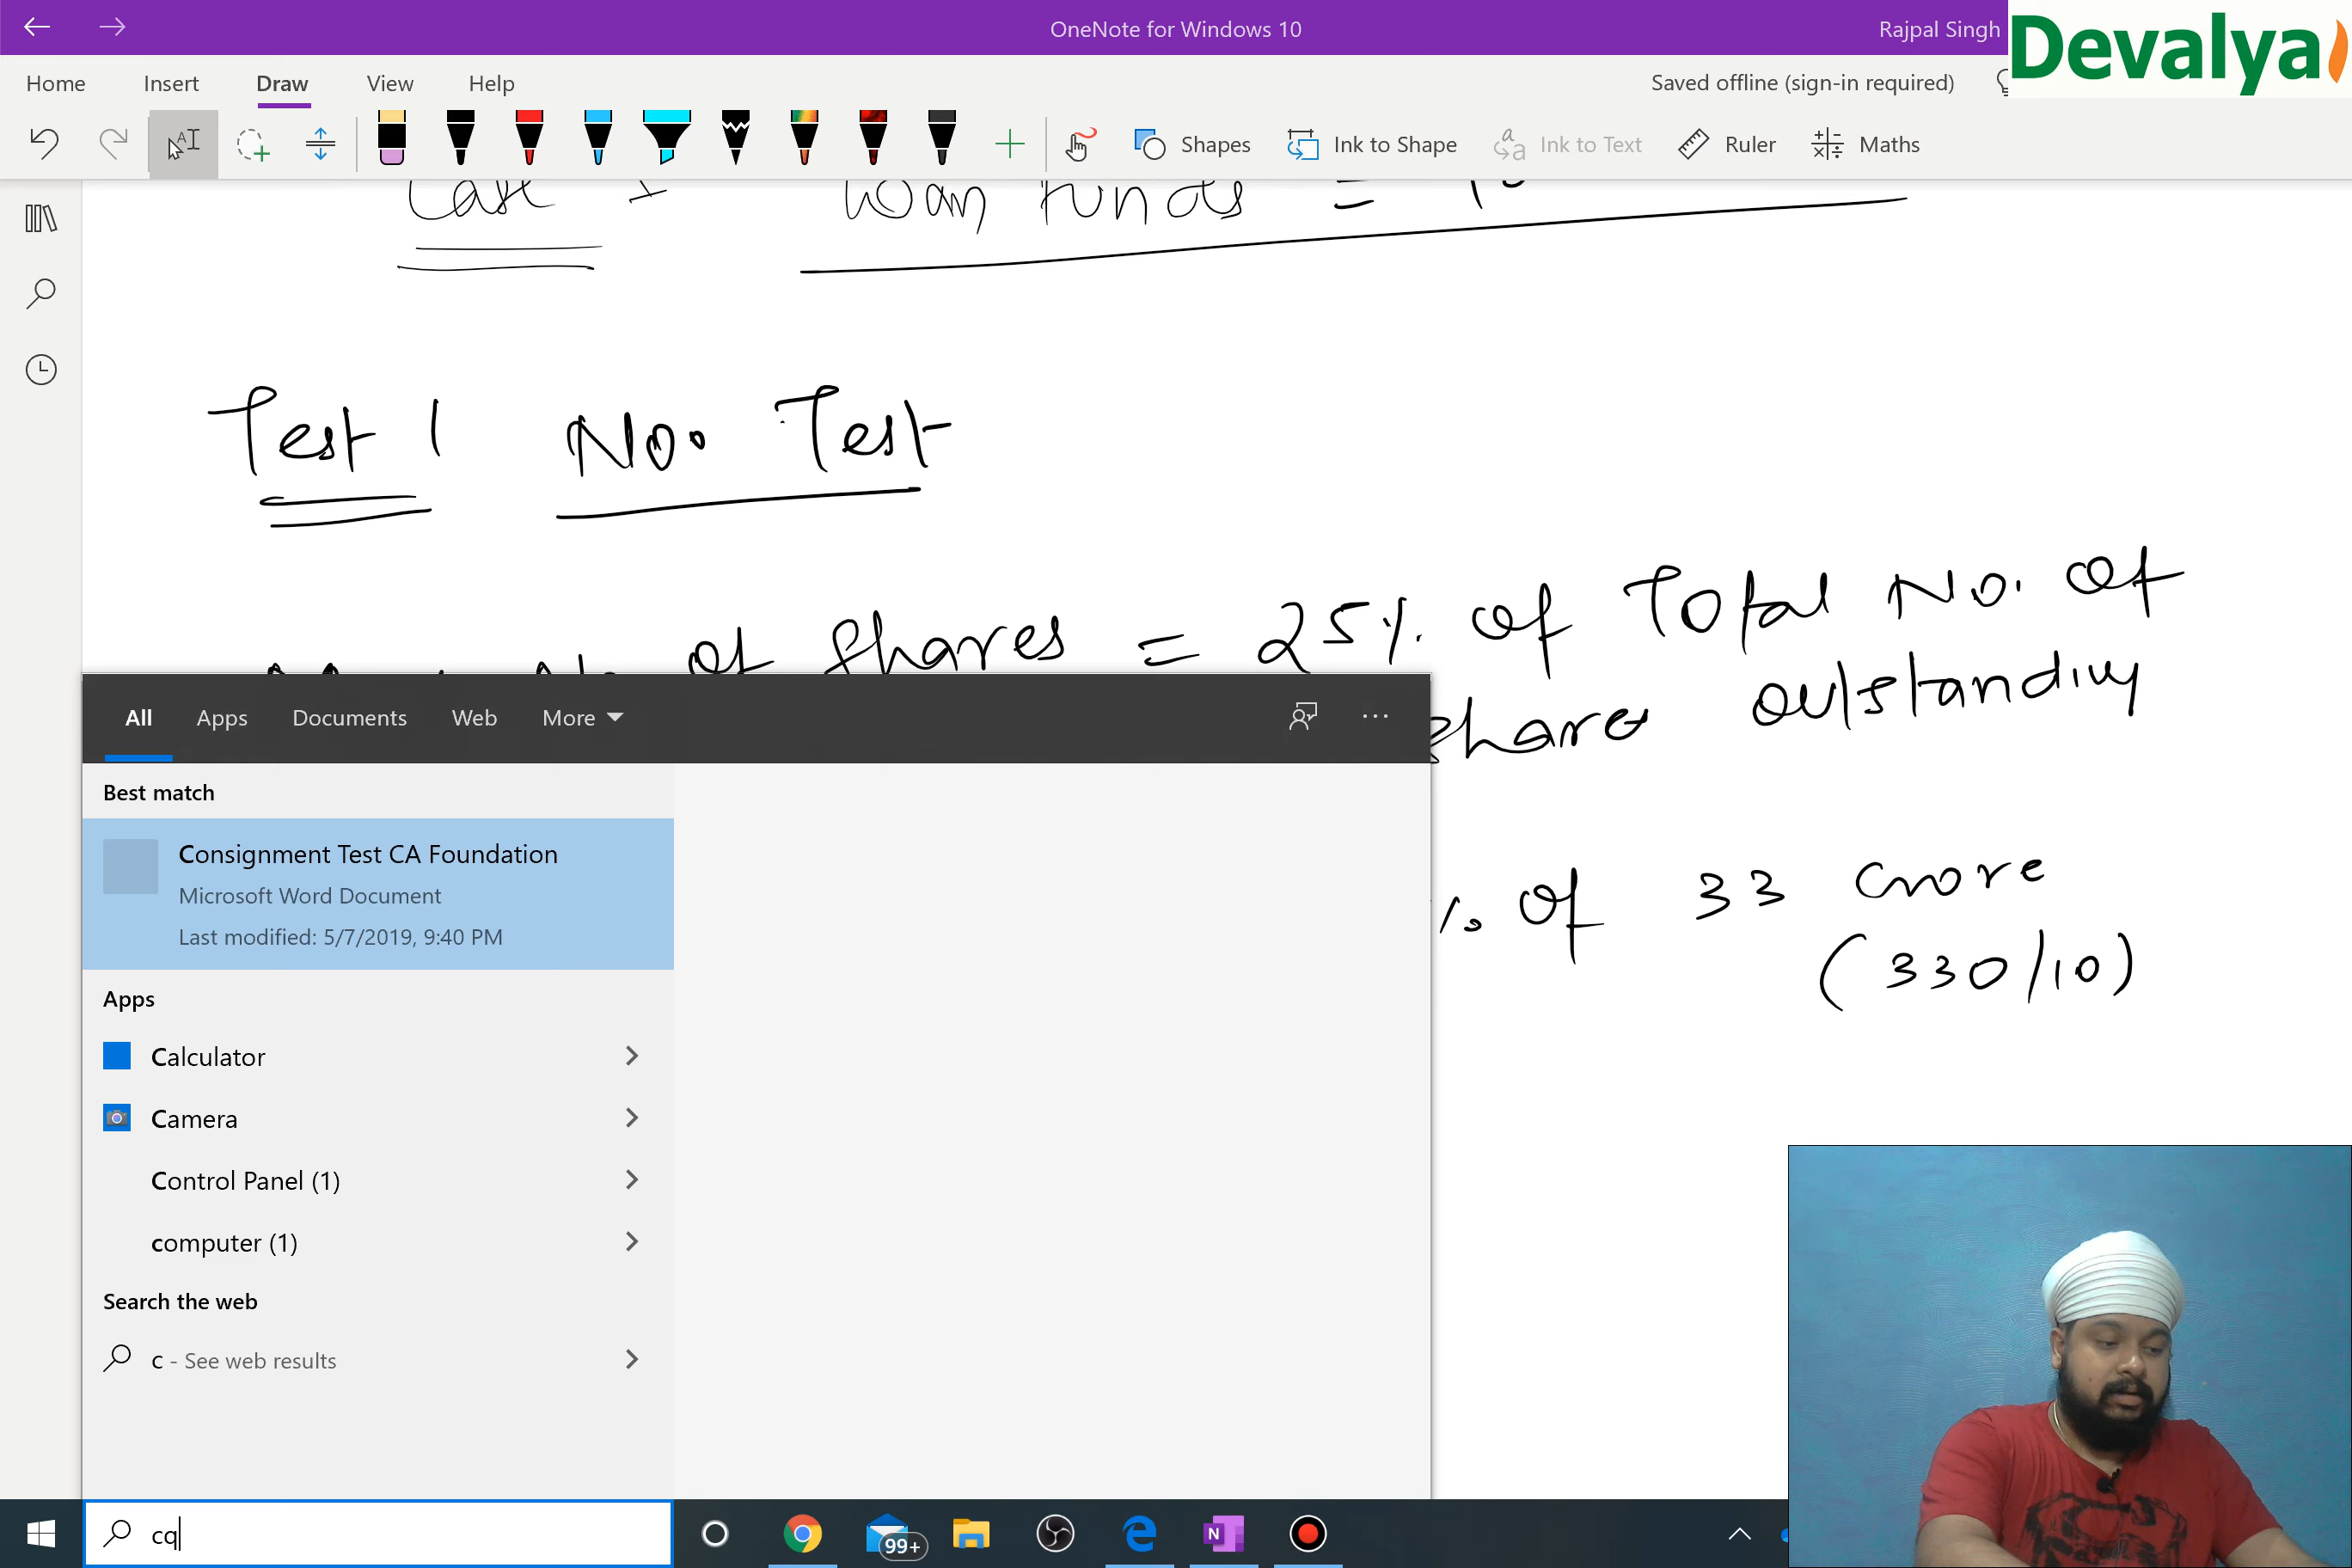 OneNote for Windows 10
Rajpal Singh
Devalya
Home Insert Draw View Help
Saved offline (sign-in required)
Shapes Ink to Shape Ink to Text Ruler Maths
Case I Loan Funds =
Test 1 No. Test
of shares = 25% of Total No. of
share outstanding
% of 33 crore
(330/10)
All Apps Documents Web More
Best match
Consignment Test CA Foundation
Microsoft Word Document
Last modified: 5/7/2019, 9:40 PM
Apps
Calculator
Camera
Control Panel (1)
computer (1)
Search the web
c - See web results
cq
99+
N